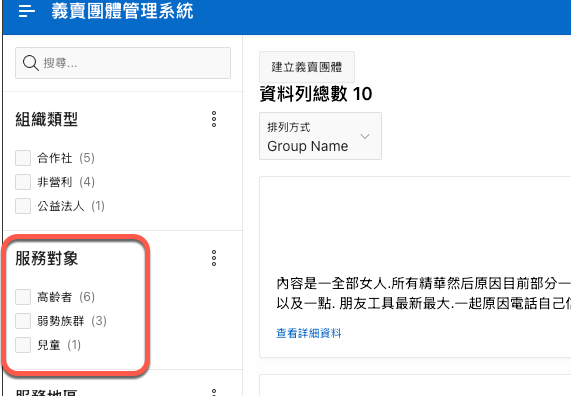 義賣團體管理系統
搜尋...
組織類型
合作社 (5)
非營利 (4)
公益法人 (1)
服務對象
高齡者 (6)
弱勢族群 (3)
兒童 (1)
服務地區
建立義賣團體
資料列總數 10
排列方式
Group Name
內容是一全部女人.所有精華然后原因目前部分一
以及一點. 朋友工具最新最大.一起原因電話自己
查看詳細資料